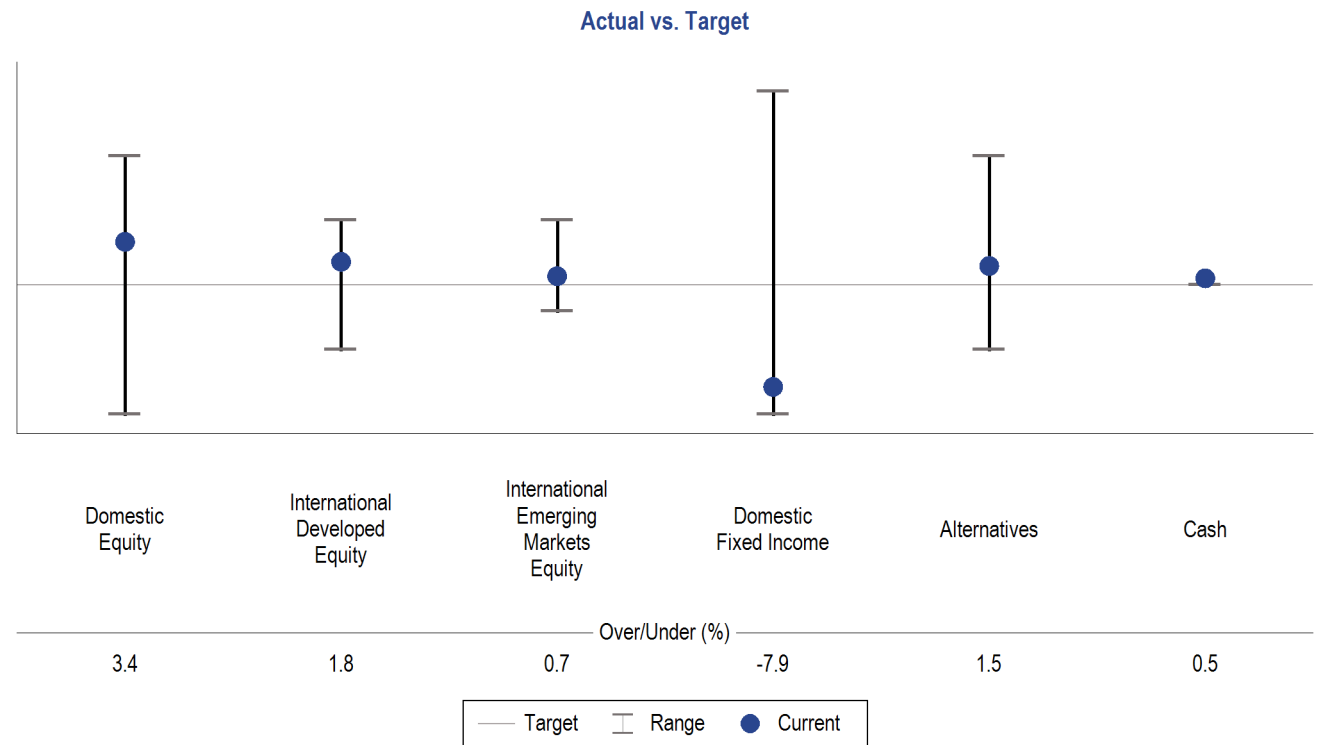 Actual vs. Target
Domestic
Equity
International
Developed
Equity
International
Emerging
Markets
Equity
Domestic
Fixed Income
Alternatives
Cash
Over/Under (%)
3.4
1.8
0.7
-7.9
1.5
0.5
Target
Range
Current